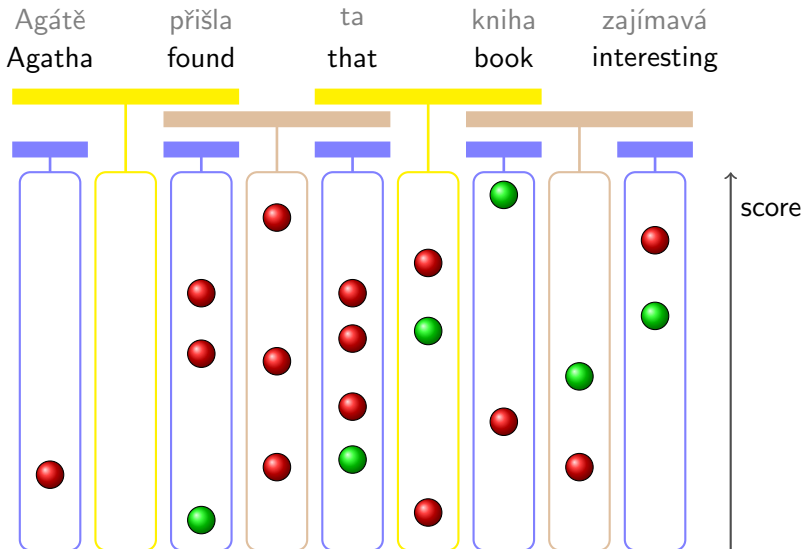 Agátě přišla ta kniha zajímavá
Agatha found that book interesting
score